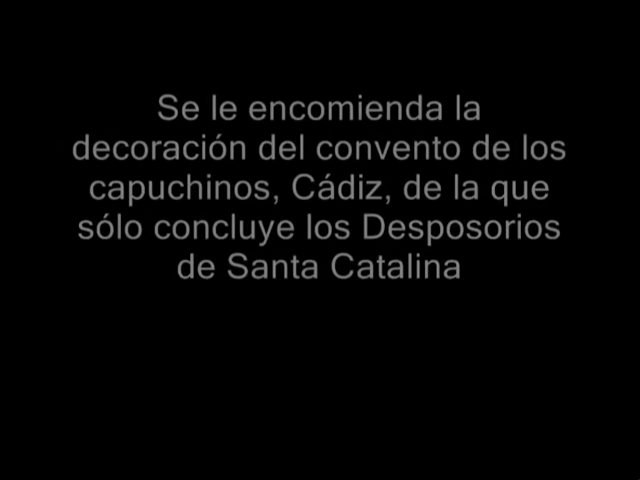 Se le encomienda la
decoración del convento de los
capuchinos, Cádiz, de la que
sólo concluye los Desposorios
de Santa Catalina